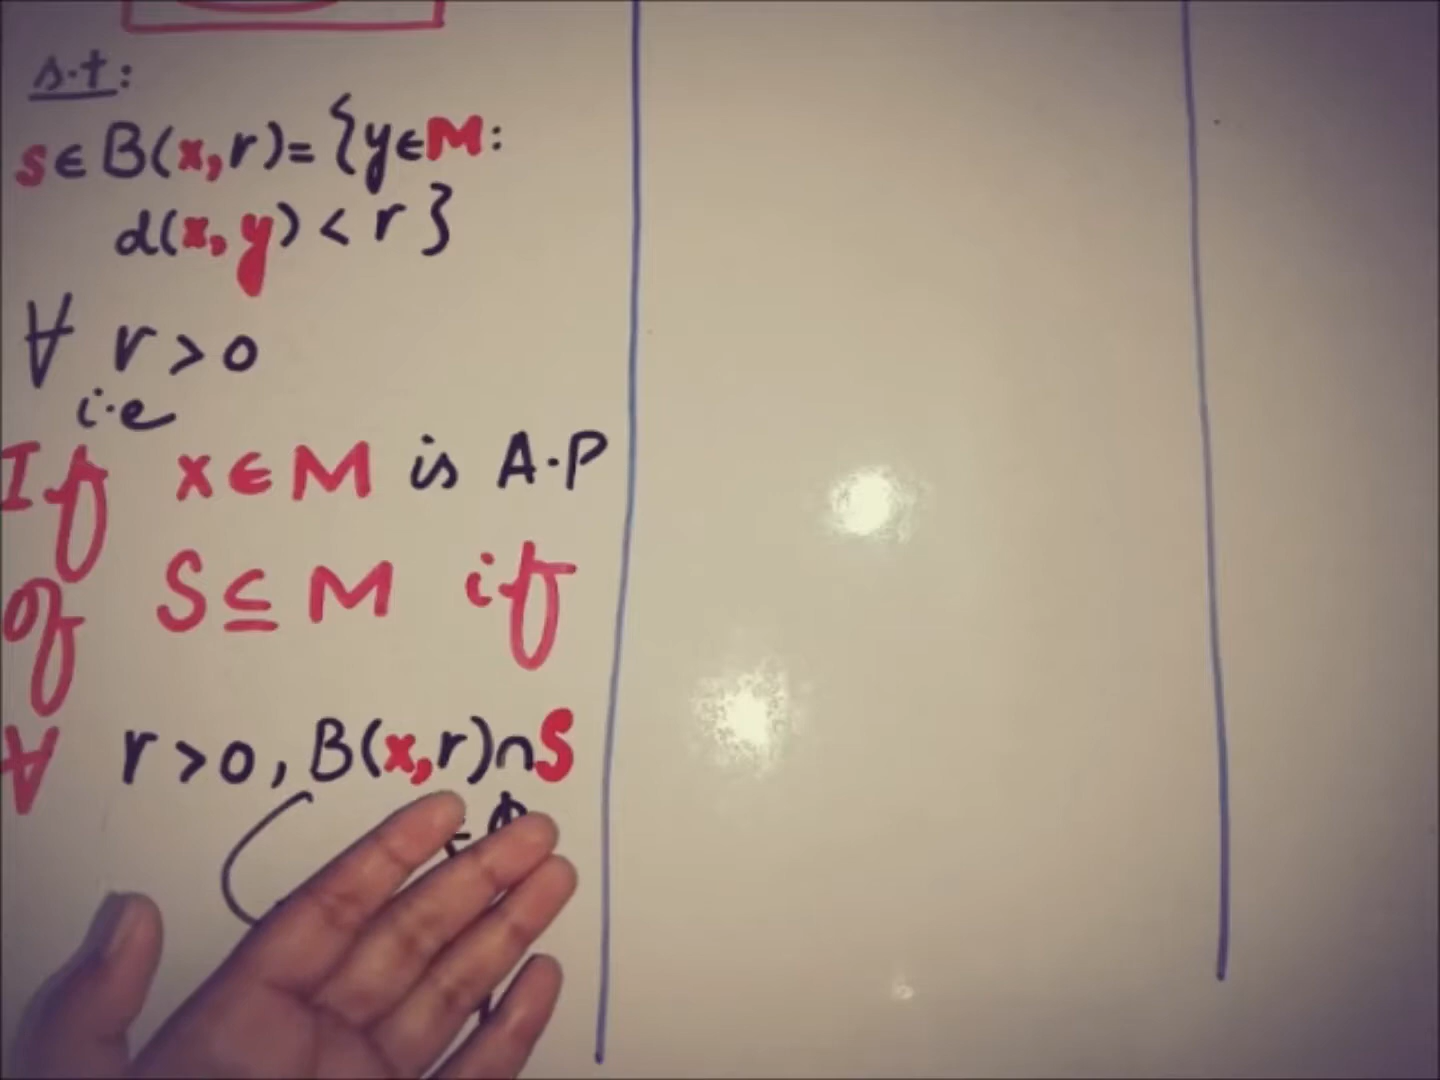 s.t:
s ∈ B(x, r) = {y ∈ M:
d(x, y) < r }
∀ r > 0
i.e
If x ∈ M is A.P
of S ⊆ M if
∀ r > 0, B(x, r) ∩ S
ϕ